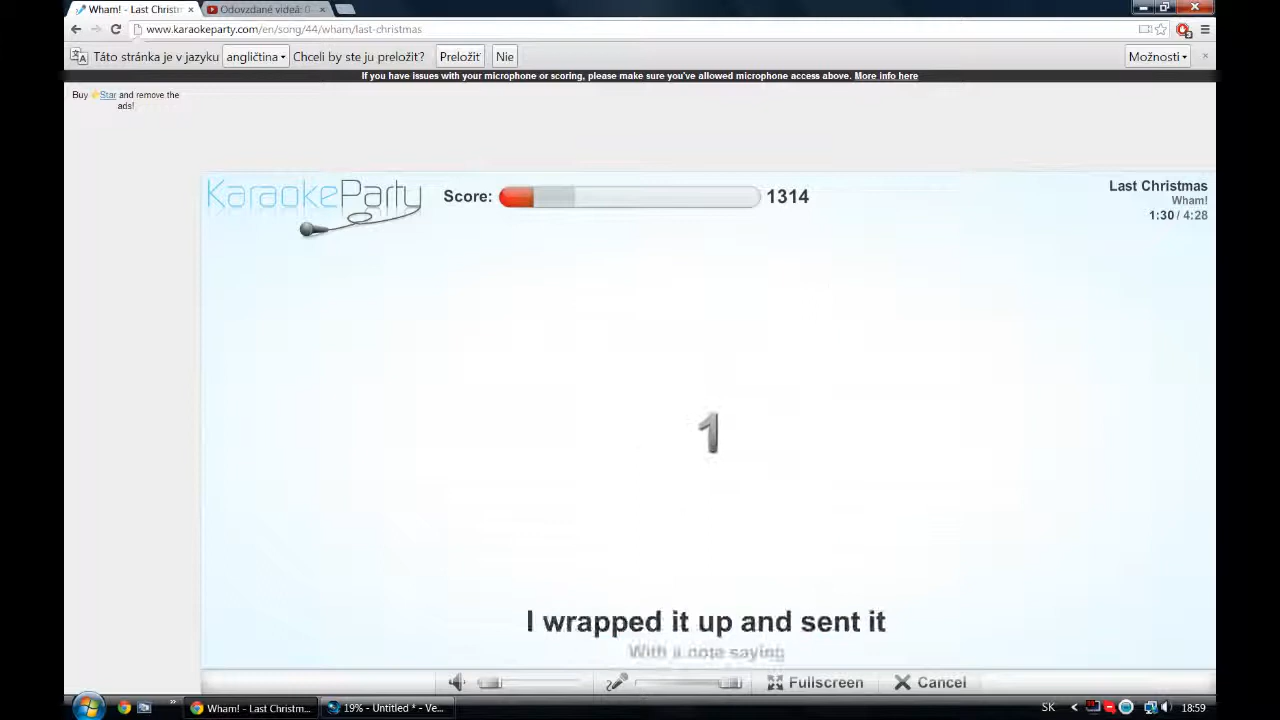 Wham! - Last Christm
Odovzdané videá: 0
www.karaokeparty.com/en/song/44/wham/last-christmas
Táto stránka je v jazyku angličtina Chceli by ste ju preložiť? Preložiť Nie Možnosti
If you have issues with your microphone or scoring, please make sure you've allowed microphone access above. More info here
Buy Star and remove the
ads!
KaraokeParty
Score: 1314
Last Christmas
Wham!
1:30 / 4:28
1
I wrapped it up and sent it
With a note saying
Fullscreen Cancel
Wham! - Last Christm... 19% - Untitled * - Ve... SK 18:59